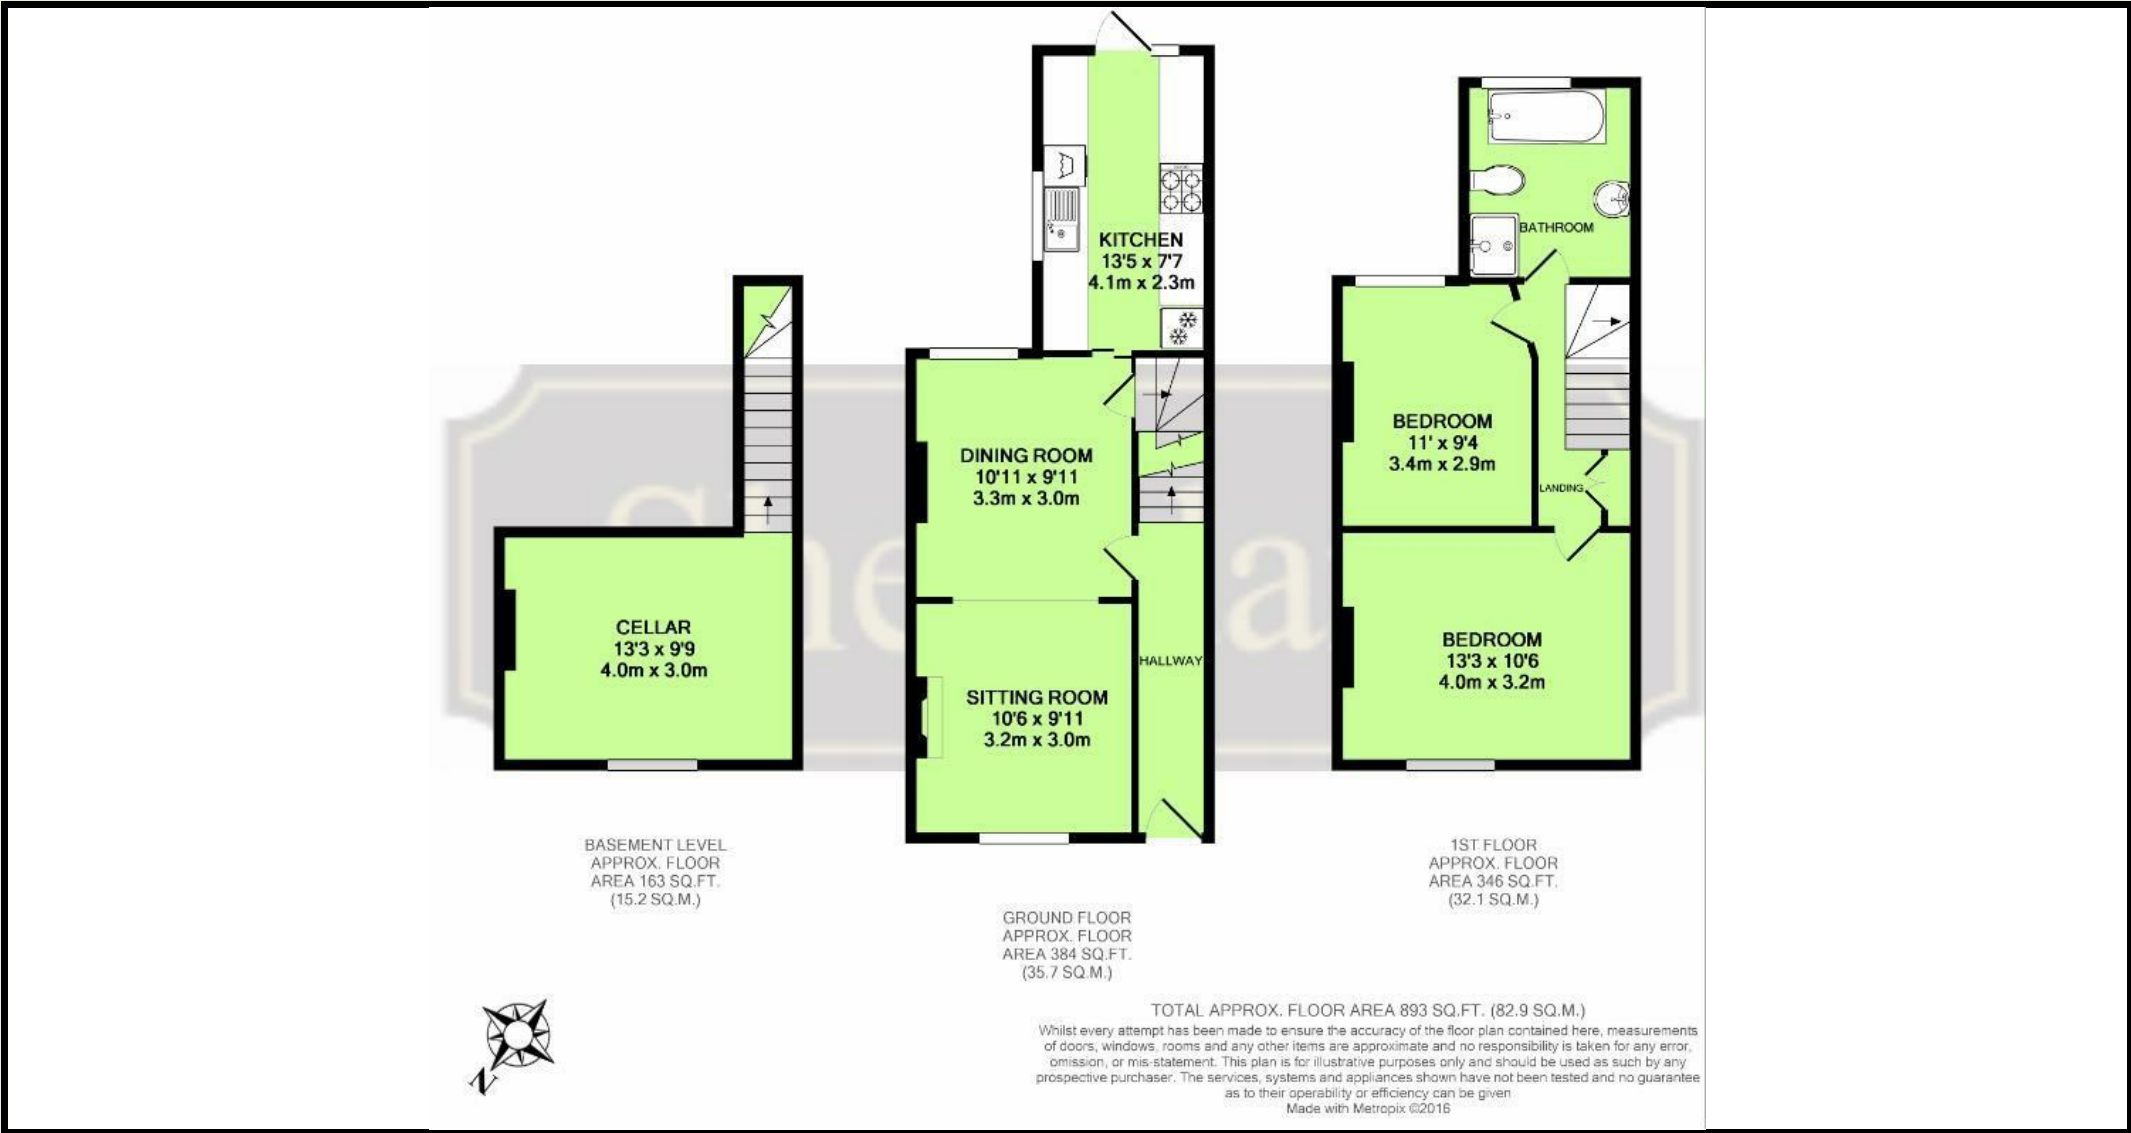 KITCHEN
13'5 x 7'7
4.1m x 2.3m
BATHROOM
BEDROOM
11' x 9'4
3.4m x 2.9m
LANDING
DINING ROOM
10'11 x 9'11
3.3m x 3.0m
CELLAR
13'3 x 9'9
4.0m x 3.0m
HALLWAY
BEDROOM
13'3 x 10'6
4.0m x 3.2m
SITTING ROOM
10'6 x 9'11
3.2m x 3.0m
BASEMENT LEVEL
APPROX. FLOOR
AREA 163 SQ.FT.
(15.2 SQ.M.)
GROUND FLOOR
APPROX. FLOOR
AREA 384 SQ.FT.
(35.7 SQ.M.)
1ST FLOOR
APPROX. FLOOR
AREA 346 SQ.FT.
(32.1 SQ.M.)
N
TOTAL APPROX. FLOOR AREA 893 SQ.FT. (82.9 SQ.M.)
Whilst every attempt has been made to ensure the accuracy of the floor plan contained here, measurements
of doors, windows, rooms and any other items are approximate and no responsibility is taken for any error,
omission, or mis-statement. This plan is for illustrative purposes only and should be used as such by any
prospective purchaser. The services, systems and appliances shown have not been tested and no guarantee
as to their operability or efficiency can be given
Made with Metropix ©2016